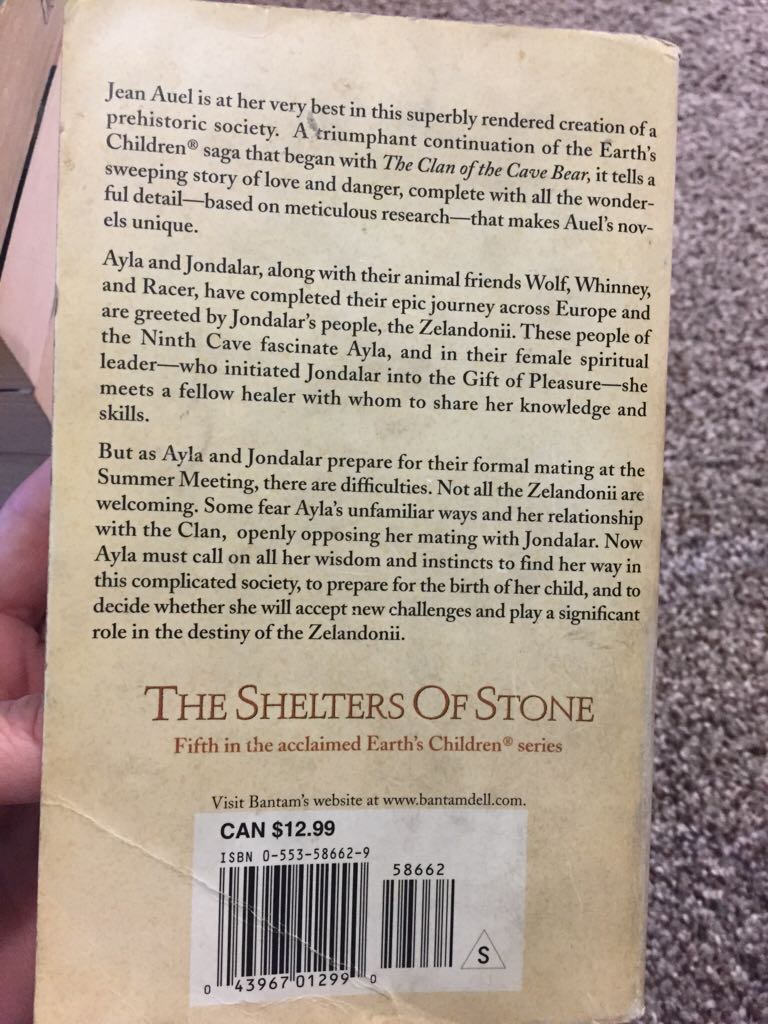 Jean Auel is at her very best in this superbly rendered creation of a
prehistoric society. A triumphant continuation of the Earth's
Children® saga that began with The Clan of the Cave Bear, it tells a
sweeping story of love and danger, complete with all the wonder-
ful detail—based on meticulous research—that makes Auel's nov-
els unique.
Ayla and Jondalar, along with their animal friends Wolf, Whinney,
and Racer, have completed their epic journey across Europe and
are greeted by Jondalar's people, the Zelandonii. These people of
the Ninth Cave fascinate Ayla, and in their female spiritual
leader—who initiated Jondalar into the Gift of Pleasure—she
meets a fellow healer with whom to share her knowledge and
skills.
But as Ayla and Jondalar prepare for their formal mating at the
Summer Meeting, there are difficulties. Not all the Zelandonii are
welcoming. Some fear Ayla's unfamiliar ways and her relationship
with the Clan, openly opposing her mating with Jondalar. Now
Ayla must call on all her wisdom and instincts to find her way in
this complicated society, to prepare for the birth of her child, and to
decide whether she will accept new challenges and play a significant
role in the destiny of the Zelandonii.
THE SHELTERS OF STONE
Fifth in the acclaimed Earth's Children® series
Visit Bantam's website at www.bantamdell.com.
CAN $12.99
ISBN 0-553-58662-9
58662
S
0 43967 01299 0